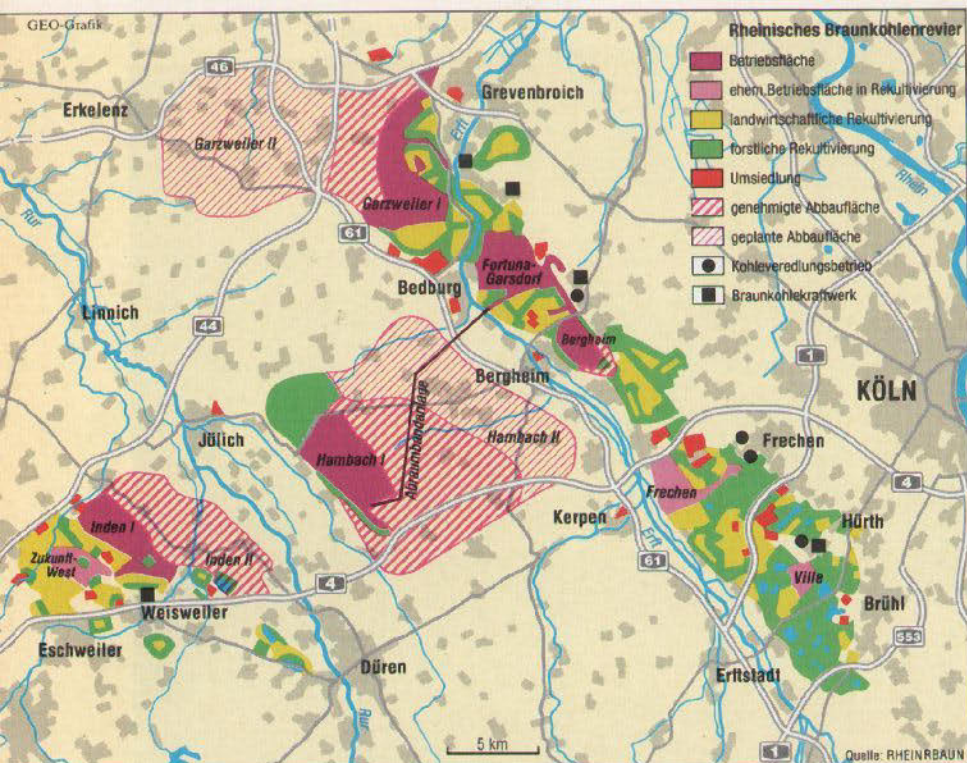 GEO-Grafik
Rheinisches Braunkohlenrevier
Betriebsfläche
ehem. Betriebsfläche in Rekultivierung
landwirtschaftliche Rekultivierung
forstliche Rekultivierung
Umsiedlung
genehmigte Abbaufläche
geplante Abbaufläche
Kohleveredlungsbetrieb
Braunkohlekraftwerk
46
Grevenbroich
Erkelenz
Erft
Garzweiler II
Rhein
Rur
Garzweiler I
61
Fortuna-
Garsdorf
Bedburg
Linnich
44
Bergheim
1
Bergheim
KÖLN
Abraumbandanlage
Hambach II
Jülich
Hambach I
Frechen
4
Frechen
Kerpen
Inden I
Hürth
Erft
Zukunft-
West
Inden II
61
4
Ville
Weisweiler
Brühl
553
Eschweiler
Düren
Erftstadt
Rur
5 km
1
Quelle: RHEINRBAUN